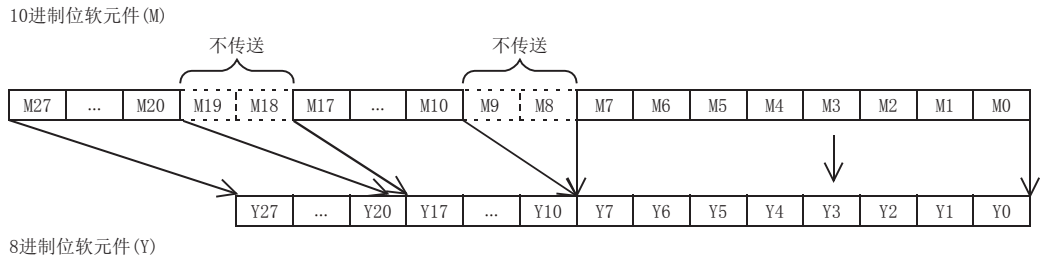 10进制位软元件(M)
不传送 不传送
M27 … M20 M19 M18 M17 … M10 M9 M8 M7 M6 M5 M4 M3 M2 M1 M0
Y27 … Y20 Y17 … Y10 Y7 Y6 Y5 Y4 Y3 Y2 Y1 Y0
8进制位软元件(Y)